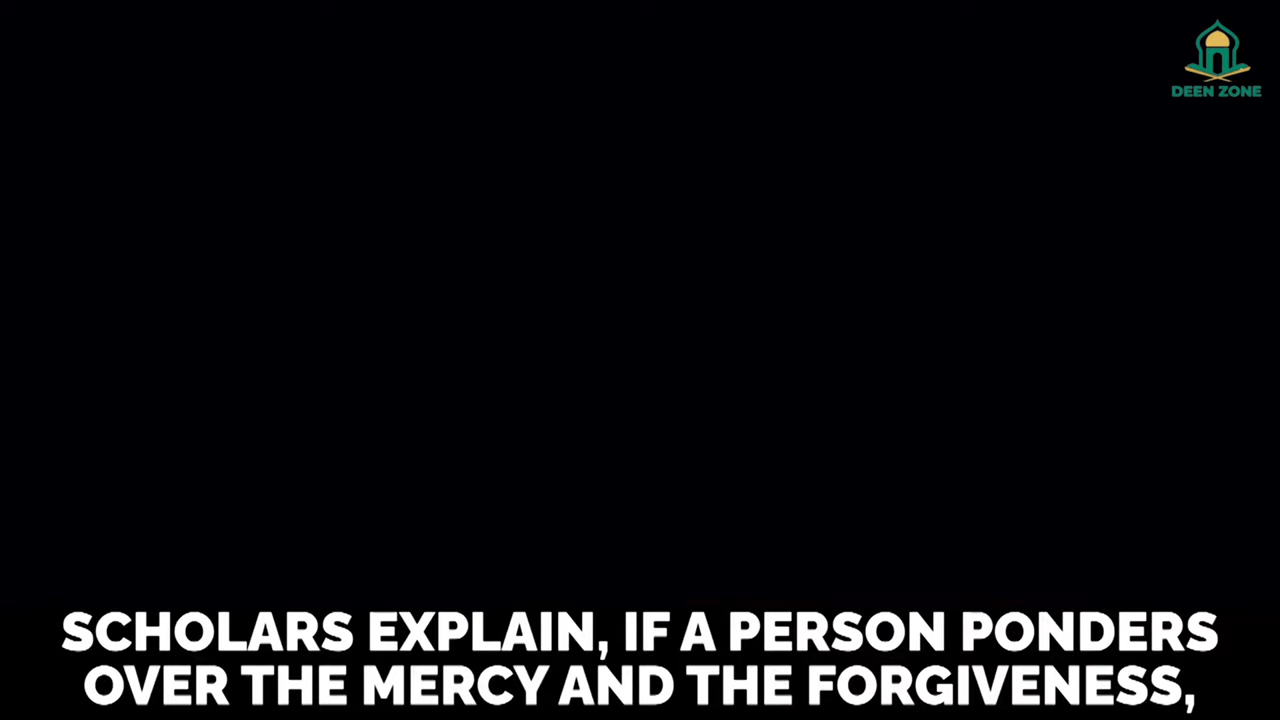 DEEN ZONE
SCHOLARS EXPLAIN, IF A PERSON PONDERS
OVER THE MERCY AND THE FORGIVENESS,